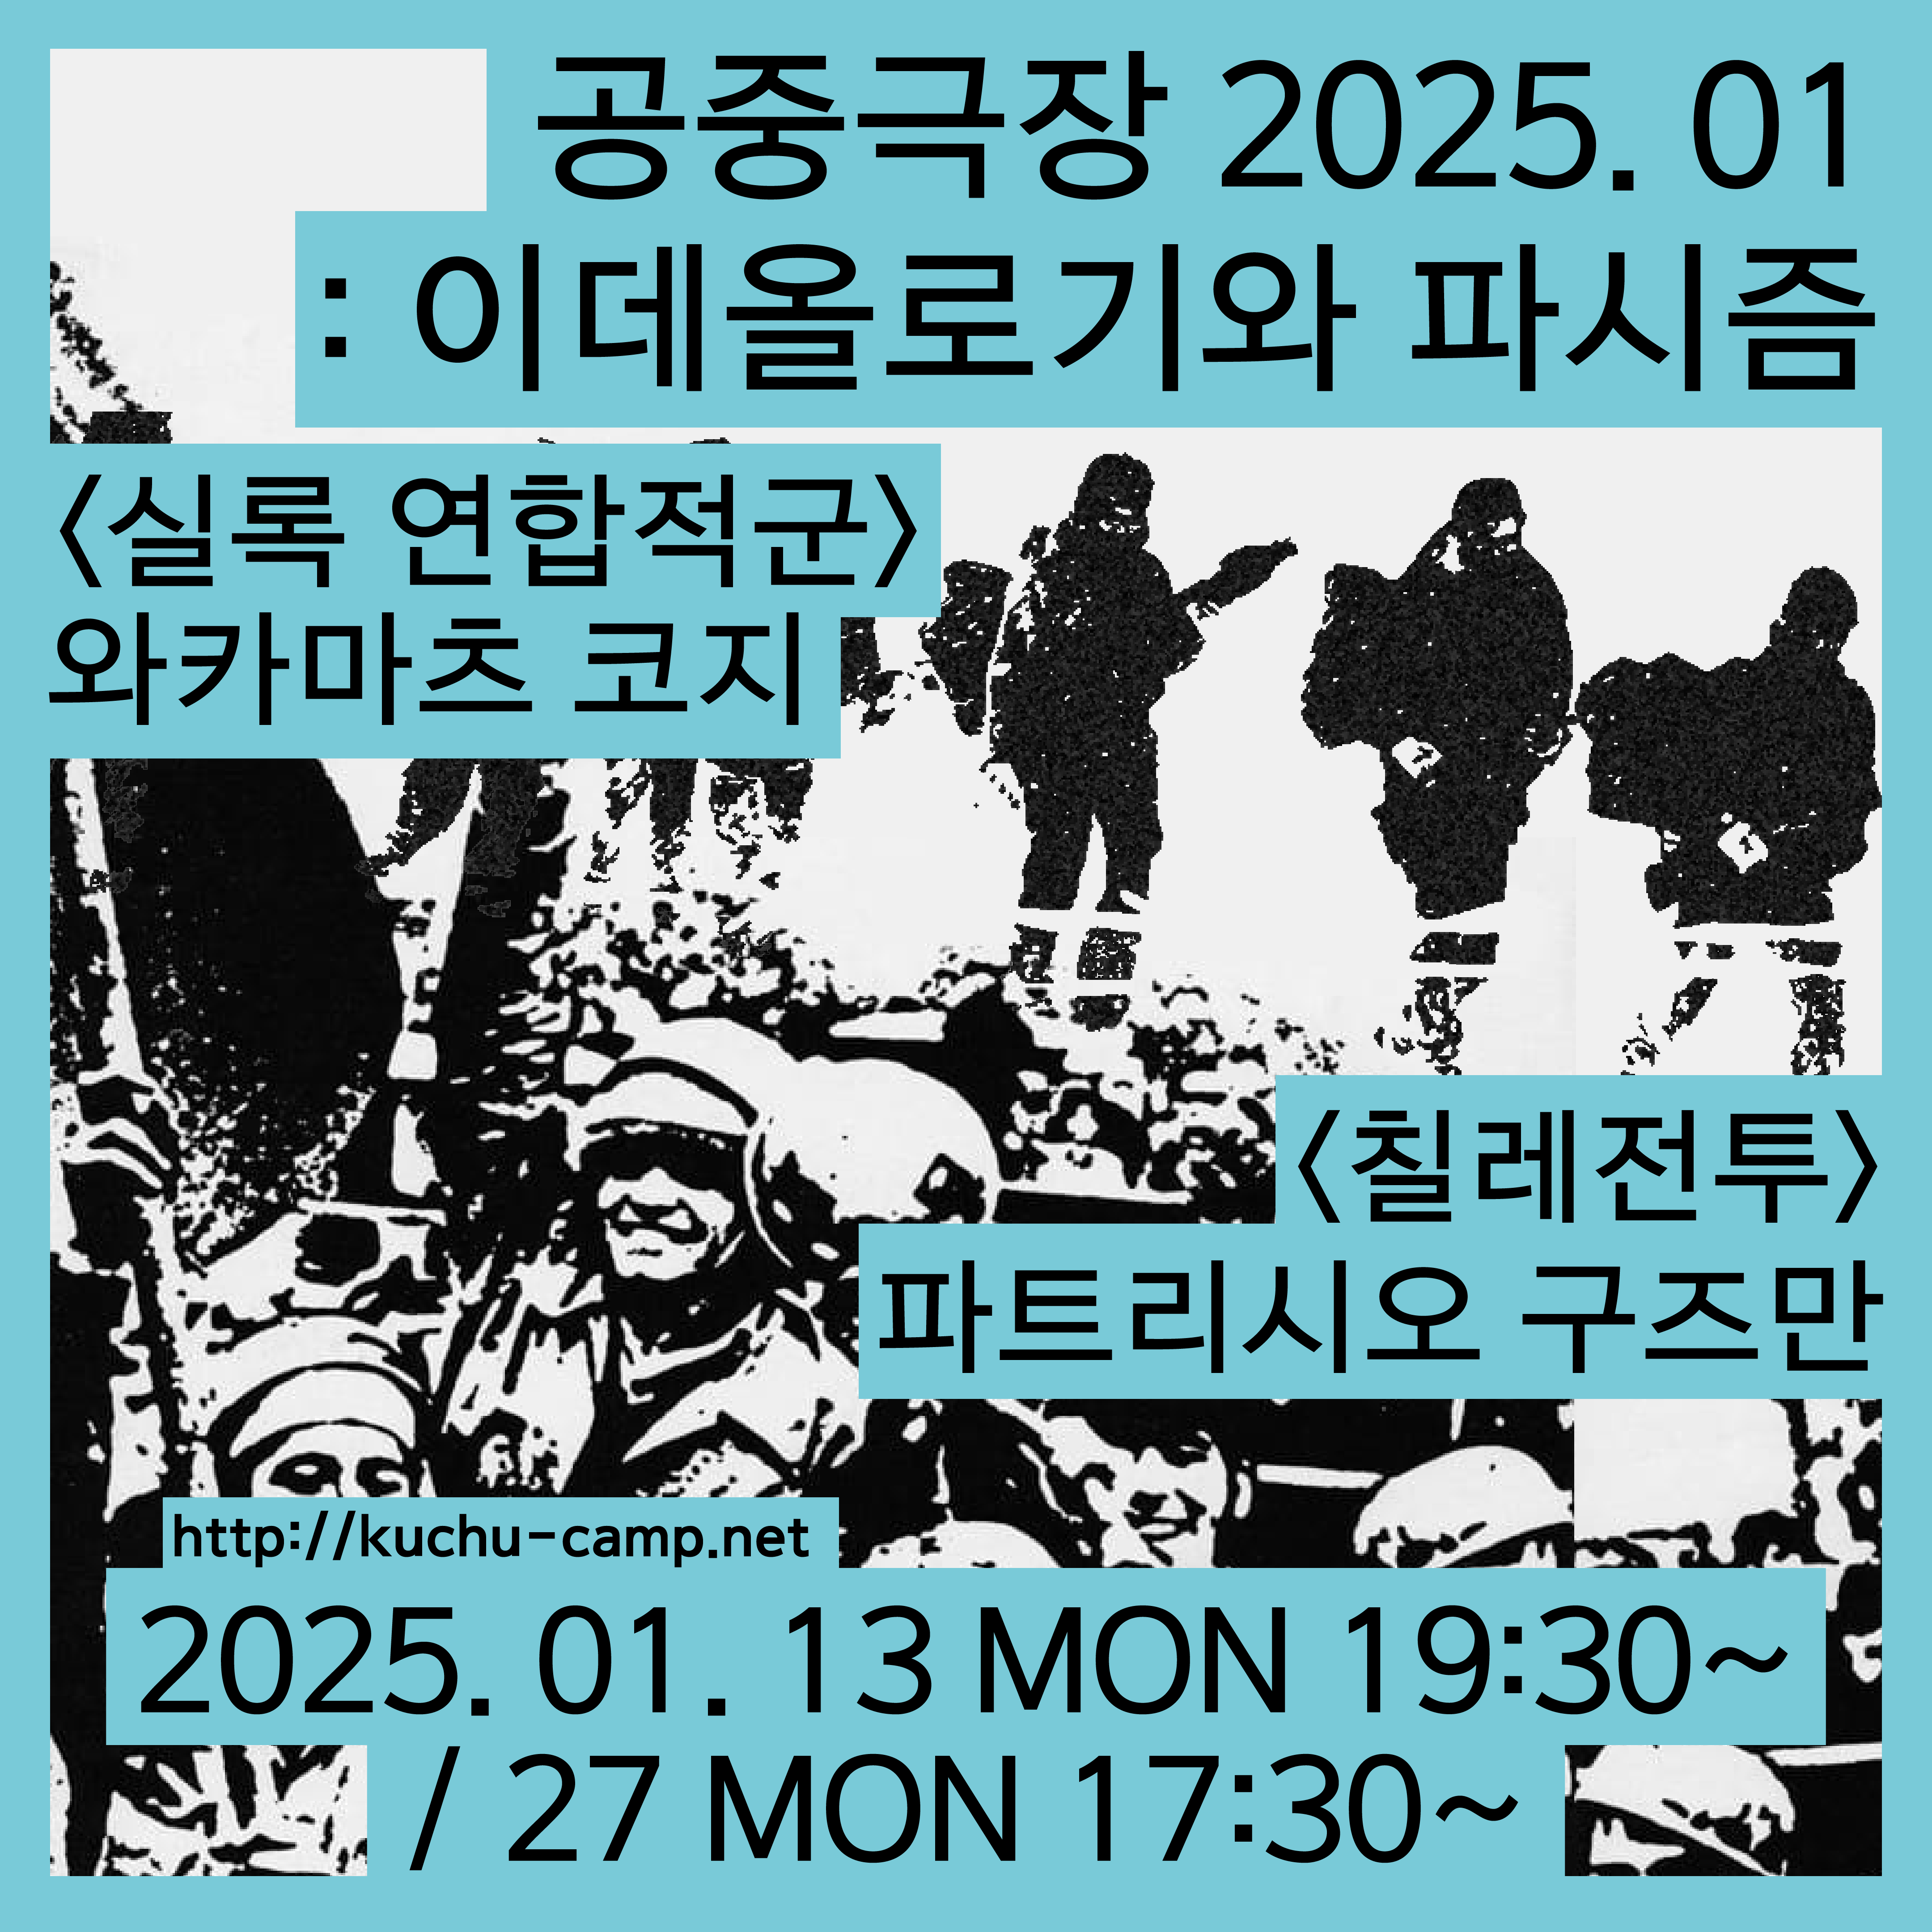 공중극장 2025. 01
: 이데올로기와 파시즘
〈실록 연합적군〉
와카마츠 코지
〈칠레전투〉
파트리시오 구즈만
http://kuchu-camp.net
2025. 01. 13 MON 19:30~
/ 27 MON 17:30~